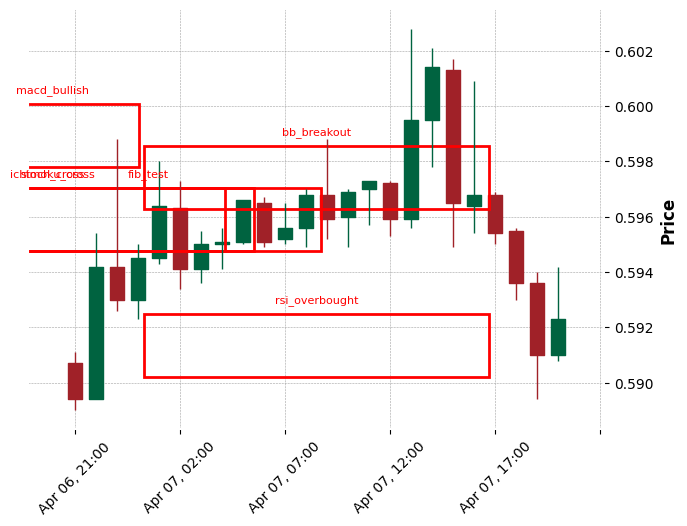 macd_bullish
bb_breakout
fib_test
rsi_overbought
0.602
0.600
0.598
0.596
0.594
0.592
0.590
Price
Apr 06, 21:00
Apr 07, 02:00
Apr 07, 07:00
Apr 07, 12:00
Apr 07, 17:00